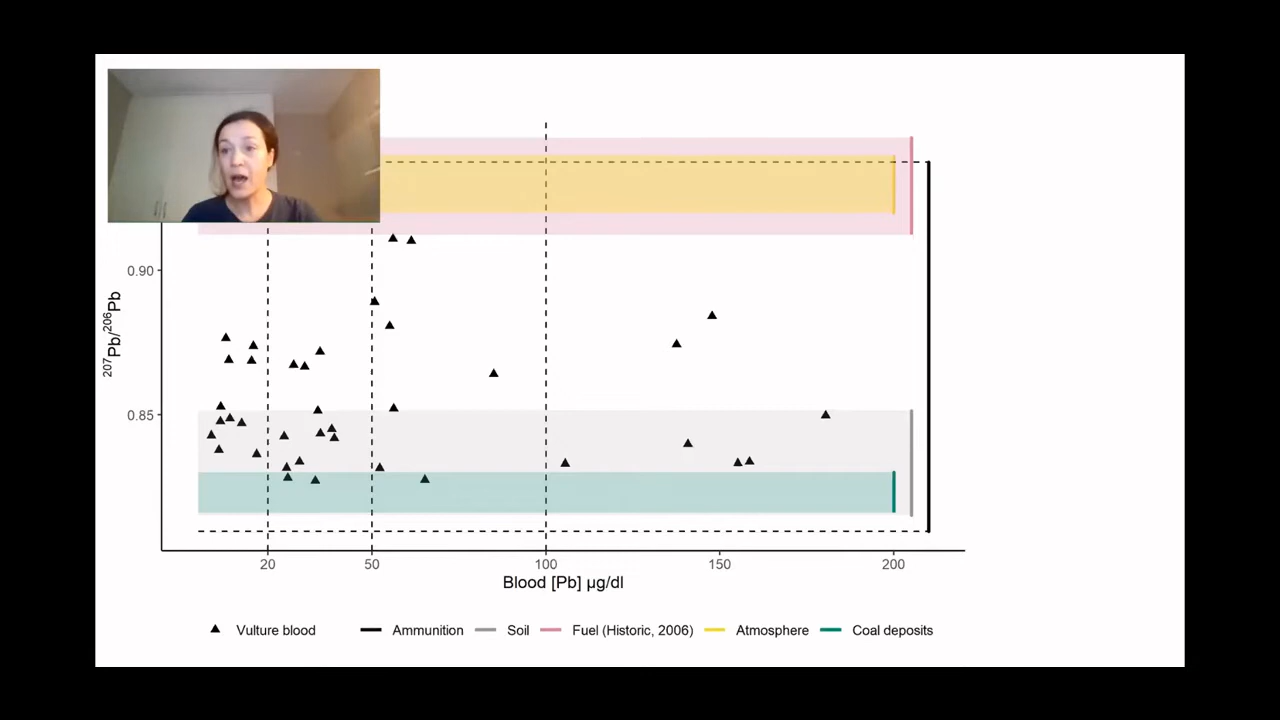 0.90
0.85
207Pb/206Pb
20 50 100 150 200
Blood [Pb] µg/dl
Vulture blood Ammunition Soil Fuel (Historic, 2006) Atmosphere Coal deposits